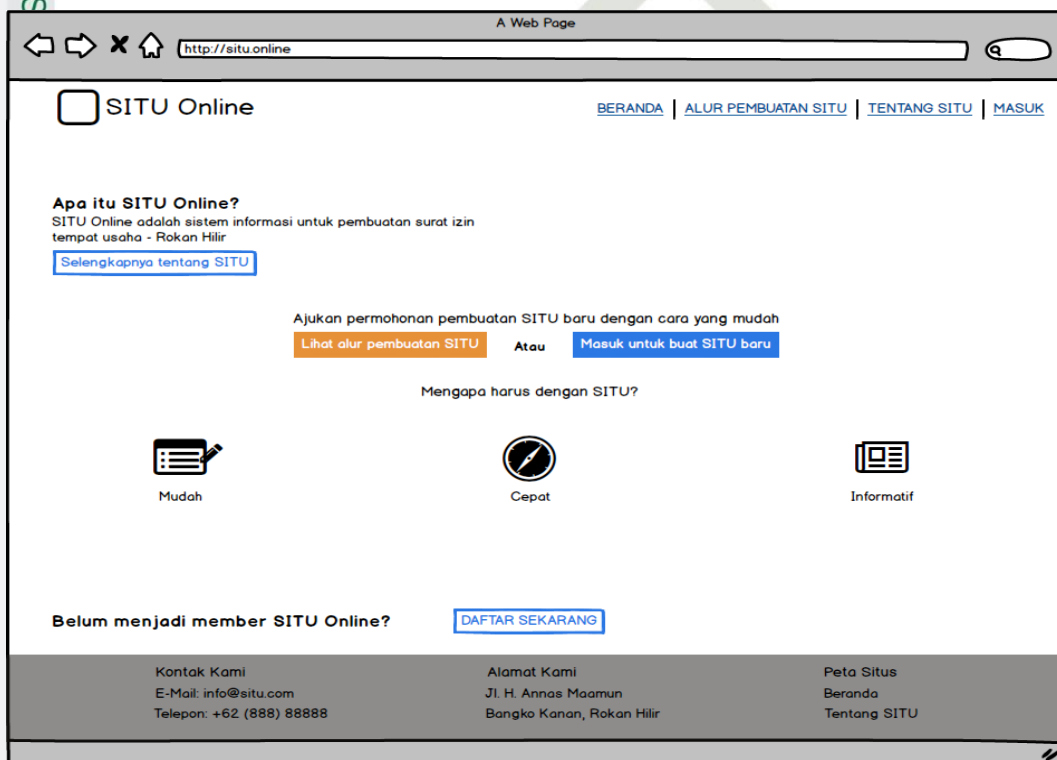 A Web Page
http://situ.online
SITU Online
BERANDA | ALUR PEMBUATAN SITU | TENTANG SITU | MASUK
Apa itu SITU Online?
SITU Online adalah sistem informasi untuk pembuatan surat izin
tempat usaha - Rokan Hilir
Selengkapnya tentang SITU
Ajukan permohonan pembuatan SITU baru dengan cara yang mudah
Lihat alur pembuatan SITU Atau Masuk untuk buat SITU baru
Mengapa harus dengan SITU?
Mudah Cepat Informatif
Belum menjadi member SITU Online? DAFTAR SEKARANG
Kontak Kami
E-Mail: info@situ.com
Telepon: +62 (888) 88888
Alamat Kami
Jl. H. Annas Maamun
Bangko Kanan, Rokan Hilir
Peta Situs
Beranda
Tentang SITU